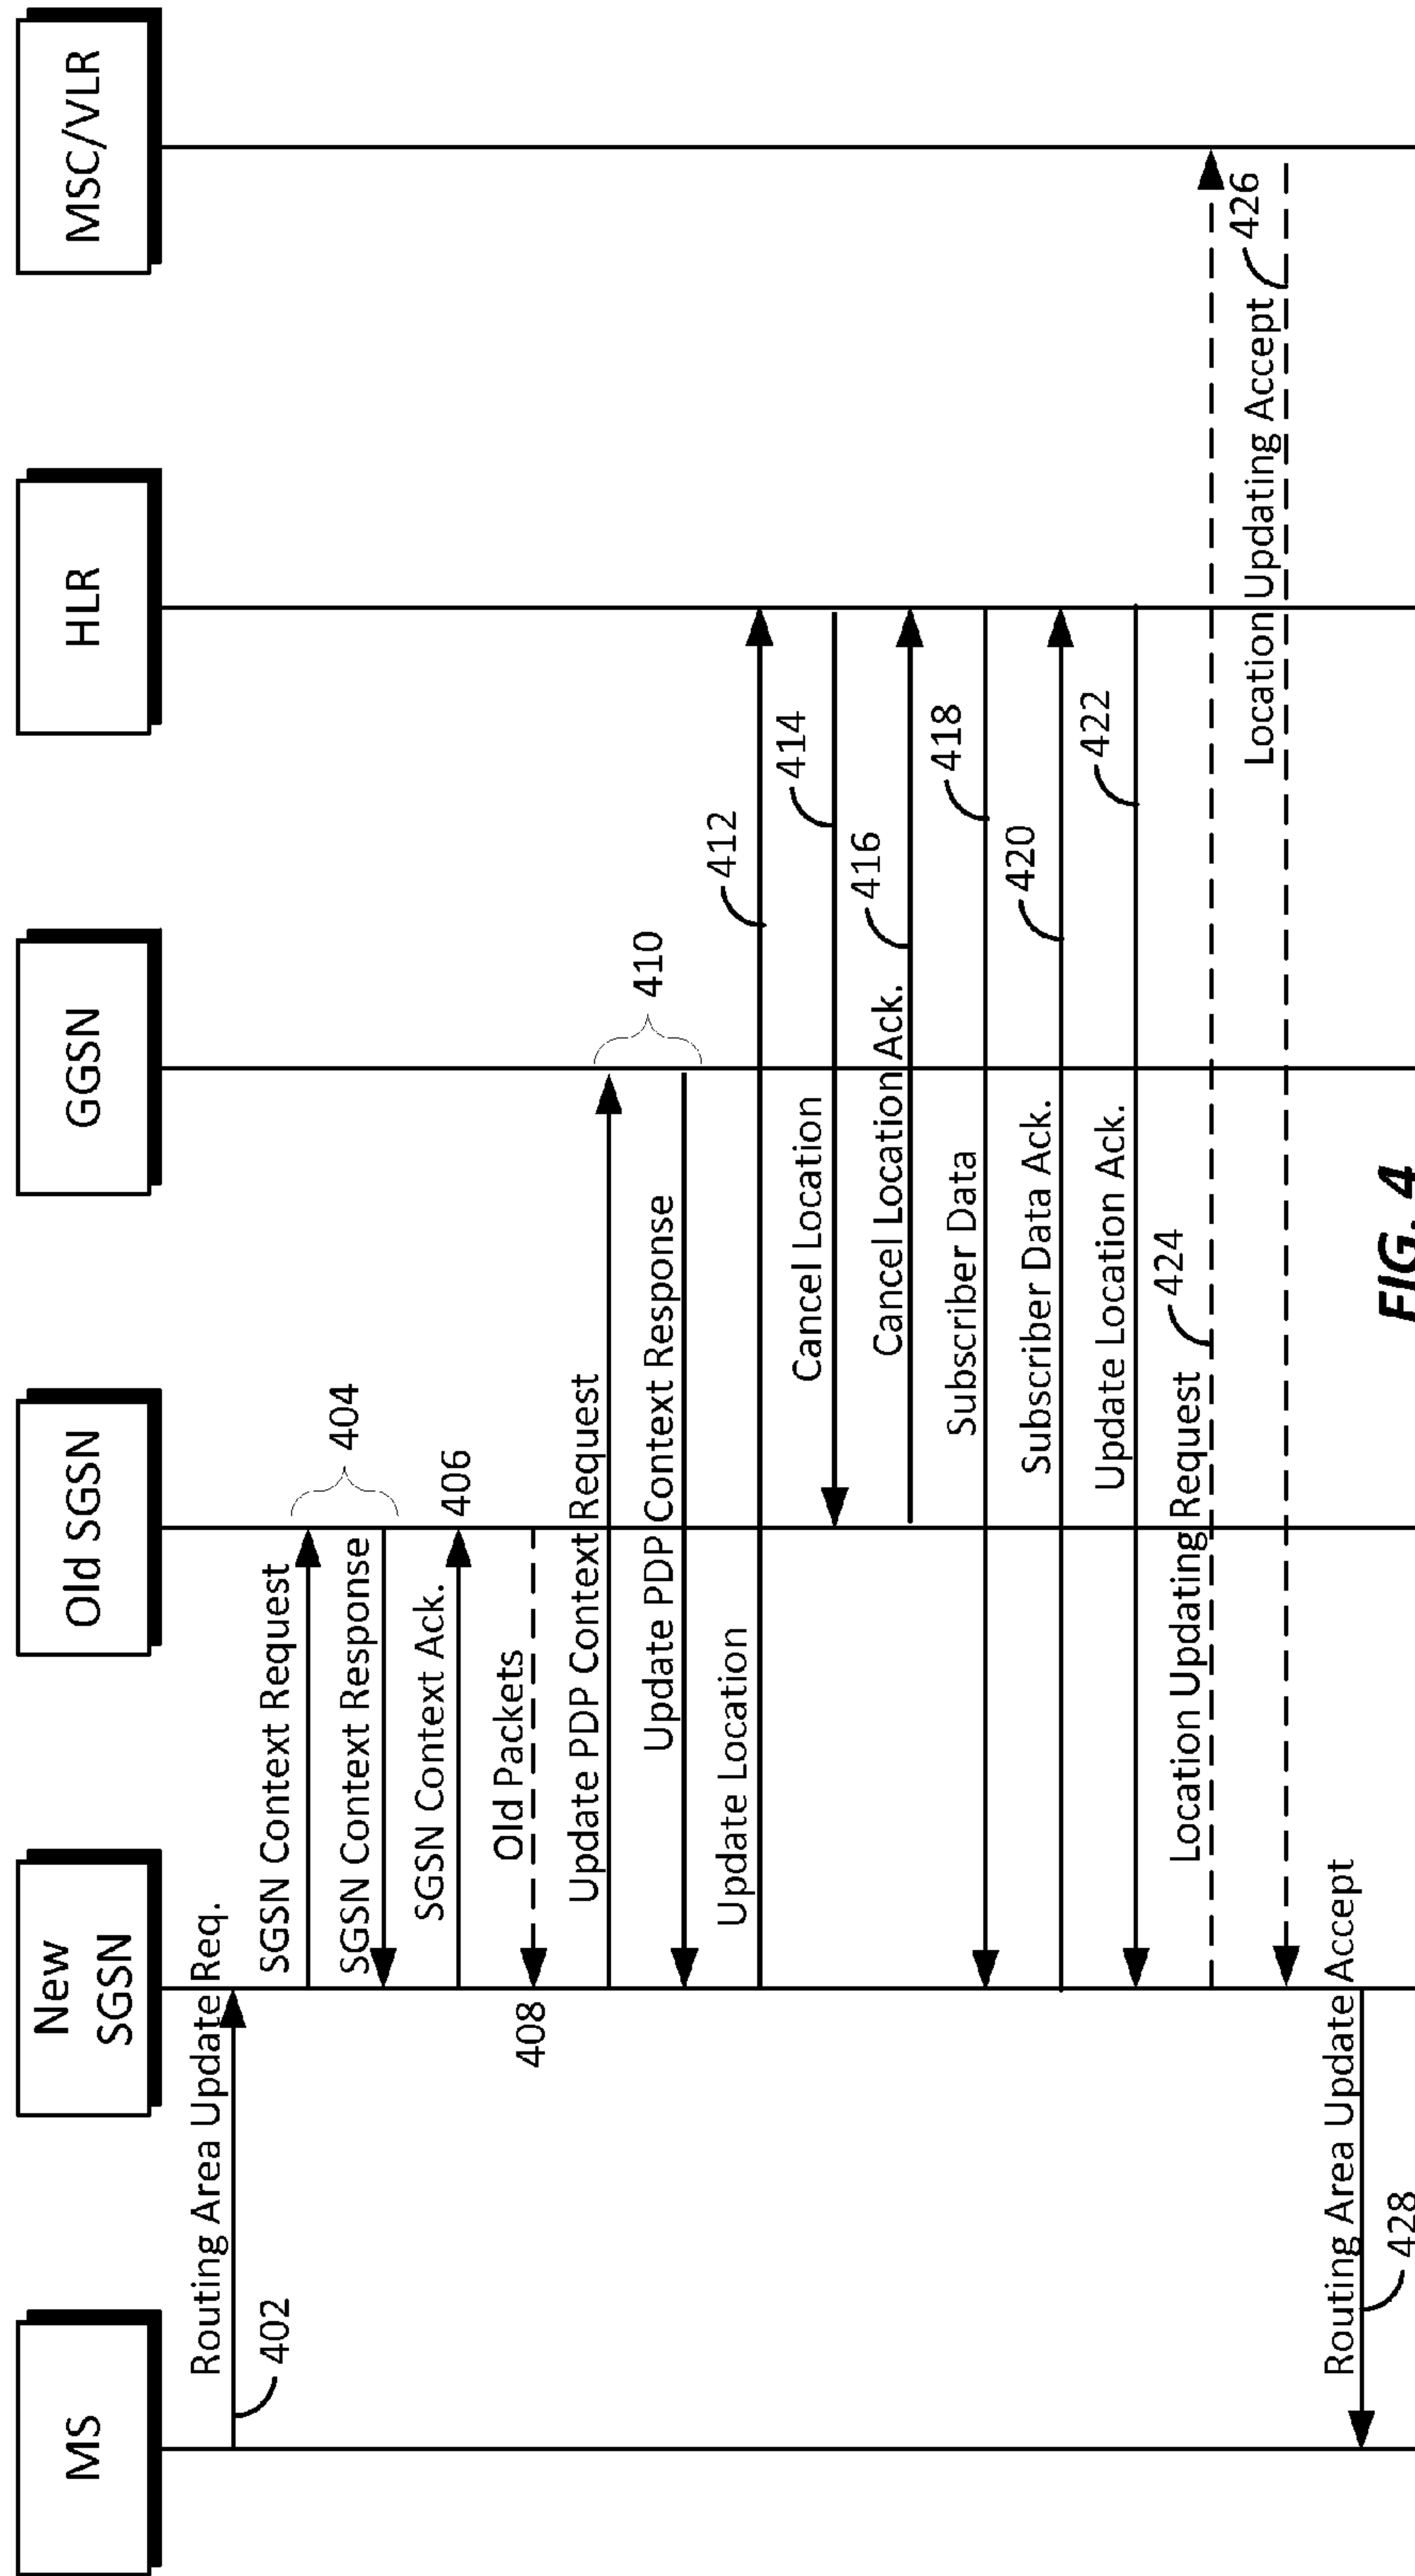 MS
New
SGSN
Old SGSN
GGSN
HLR
MSC/VLR
Routing Area Update Req.
402
SGSN Context Request
SGSN Context Response
404
SGSN Context Ack.
406
Old Packets
408
Update PDP Context Request
Update PDP Context Response
410
Update Location
412
Cancel Location
414
Cancel Location Ack.
416
Subscriber Data
418
Subscriber Data Ack.
420
Update Location Ack.
422
Location Updating Request
424
Location Updating Accept
426
Routing Area Update Accept
428
FIG. 4